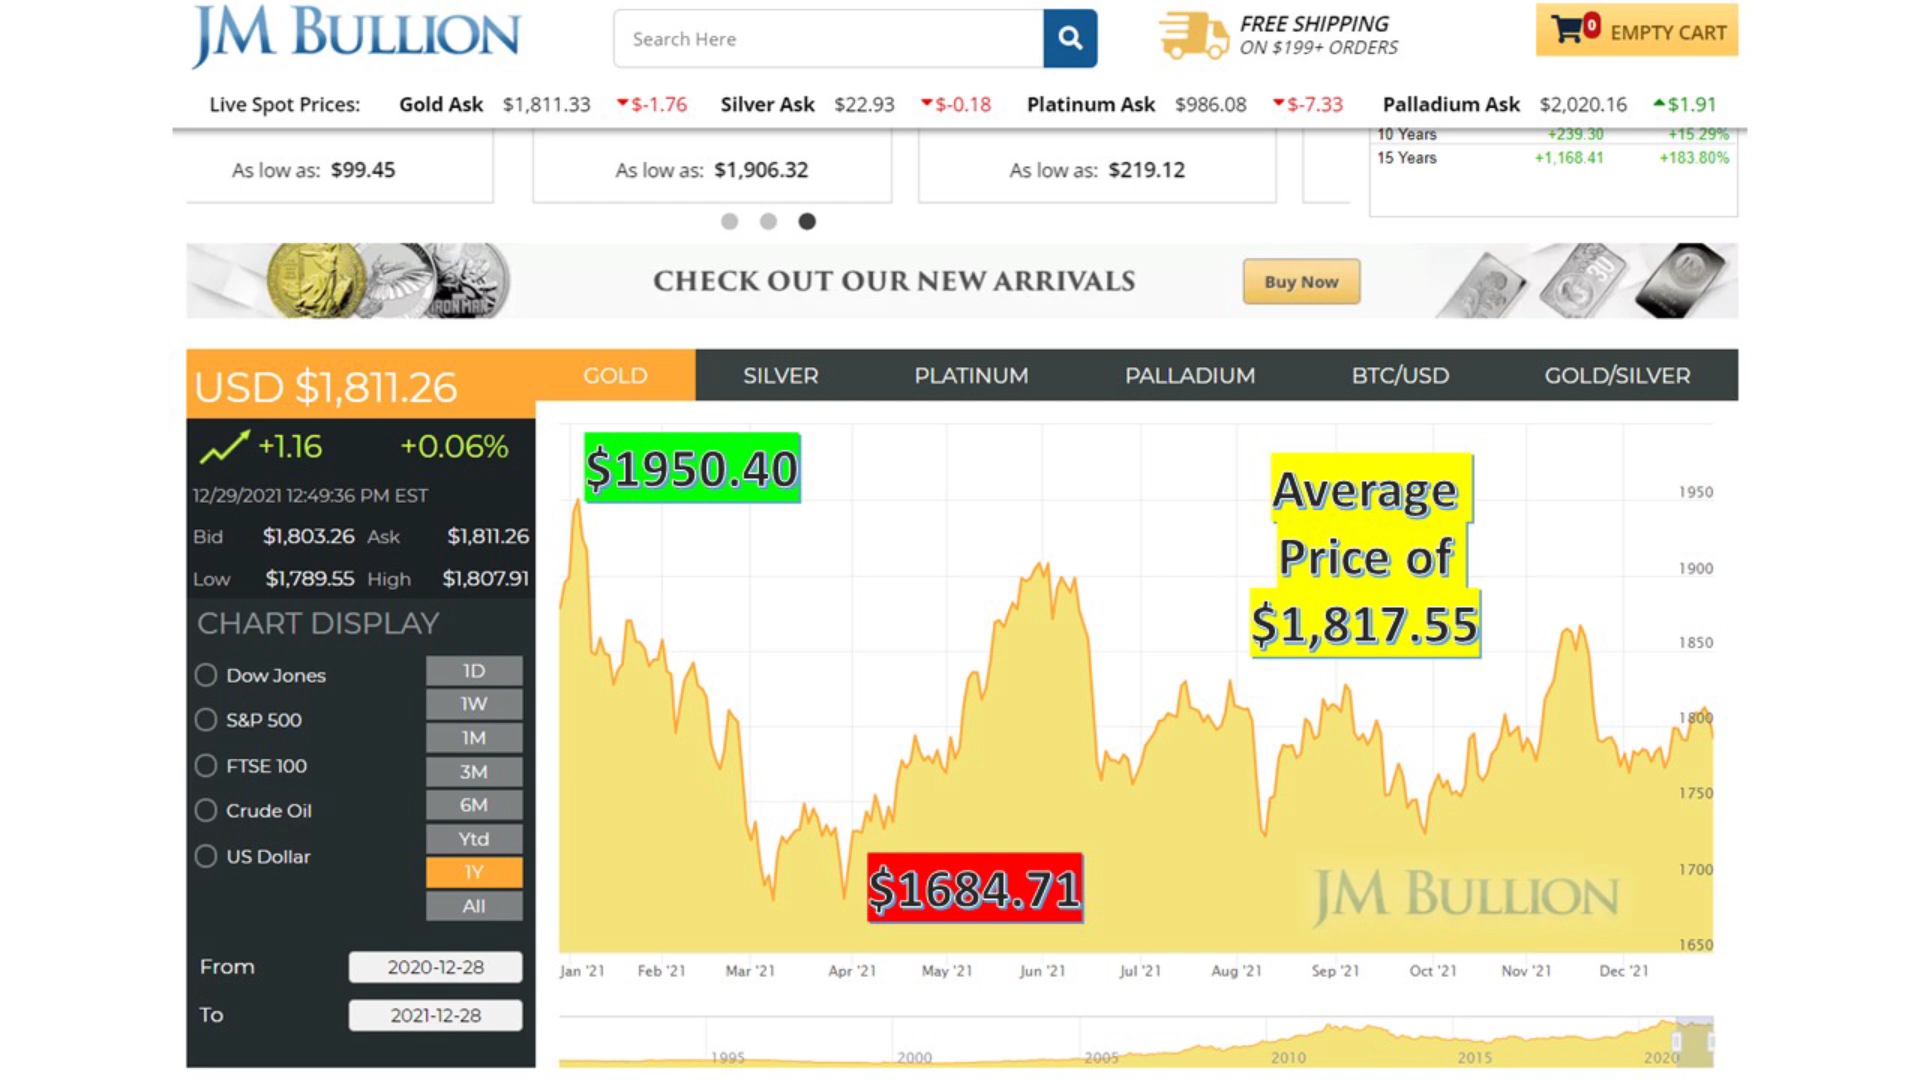 JM BULLION
Search Here
FREE SHIPPING
ON $199+ ORDERS
0
EMPTY CART
Live Spot Prices: Gold Ask $1,811.33 $-1.76 Silver Ask $22.93 $-0.18 Platinum Ask $986.08 $-7.33 Palladium Ask $2,020.16 $1.91
10 Years +239.30 +15.29%
15 Years +1,168.41 +183.80%
As low as: $99.45
As low as: $1,906.32
As low as: $219.12
IRON MAN
CHECK OUT OUR NEW ARRIVALS
Buy Now
30
USD $1,811.26
GOLD SILVER PLATINUM PALLADIUM BTC/USD GOLD/SILVER
+1.16 +0.06%
12/29/2021 12:49:36 PM EST
Bid $1,803.26 Ask $1,811.26
Low $1,789.55 High $1,807.91
CHART DISPLAY
Dow Jones
S&P 500
FTSE 100
Crude Oil
US Dollar
1D
1W
1M
3M
6M
Ytd
1Y
All
From 2020-12-28
To 2021-12-28
$1950.40
Average
Price of
$1,817.55
$1684.71
1950
1900
1850
1800
1750
1700
1650
JM BULLION
Jan '21 Feb '21 Mar '21 Apr '21 May '21 Jun '21 Jul '21 Aug '21 Sep '21 Oct '21 Nov '21 Dec '21
1995 2000 2005 2010 2015 2020